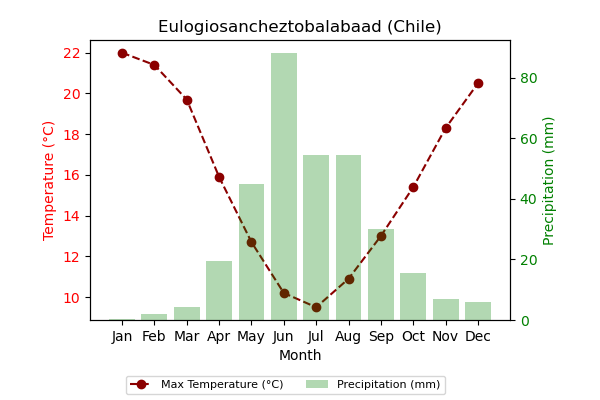 Eulogiosancheztobalabaad (Chile)
22
20
18
16
14
12
10
Temperature (°C)
80
60
40
20
0
Precipitation (mm)
Jan Feb Mar Apr May Jun Jul Aug Sep Oct Nov Dec
Month
Max Temperature (°C) Precipitation (mm)